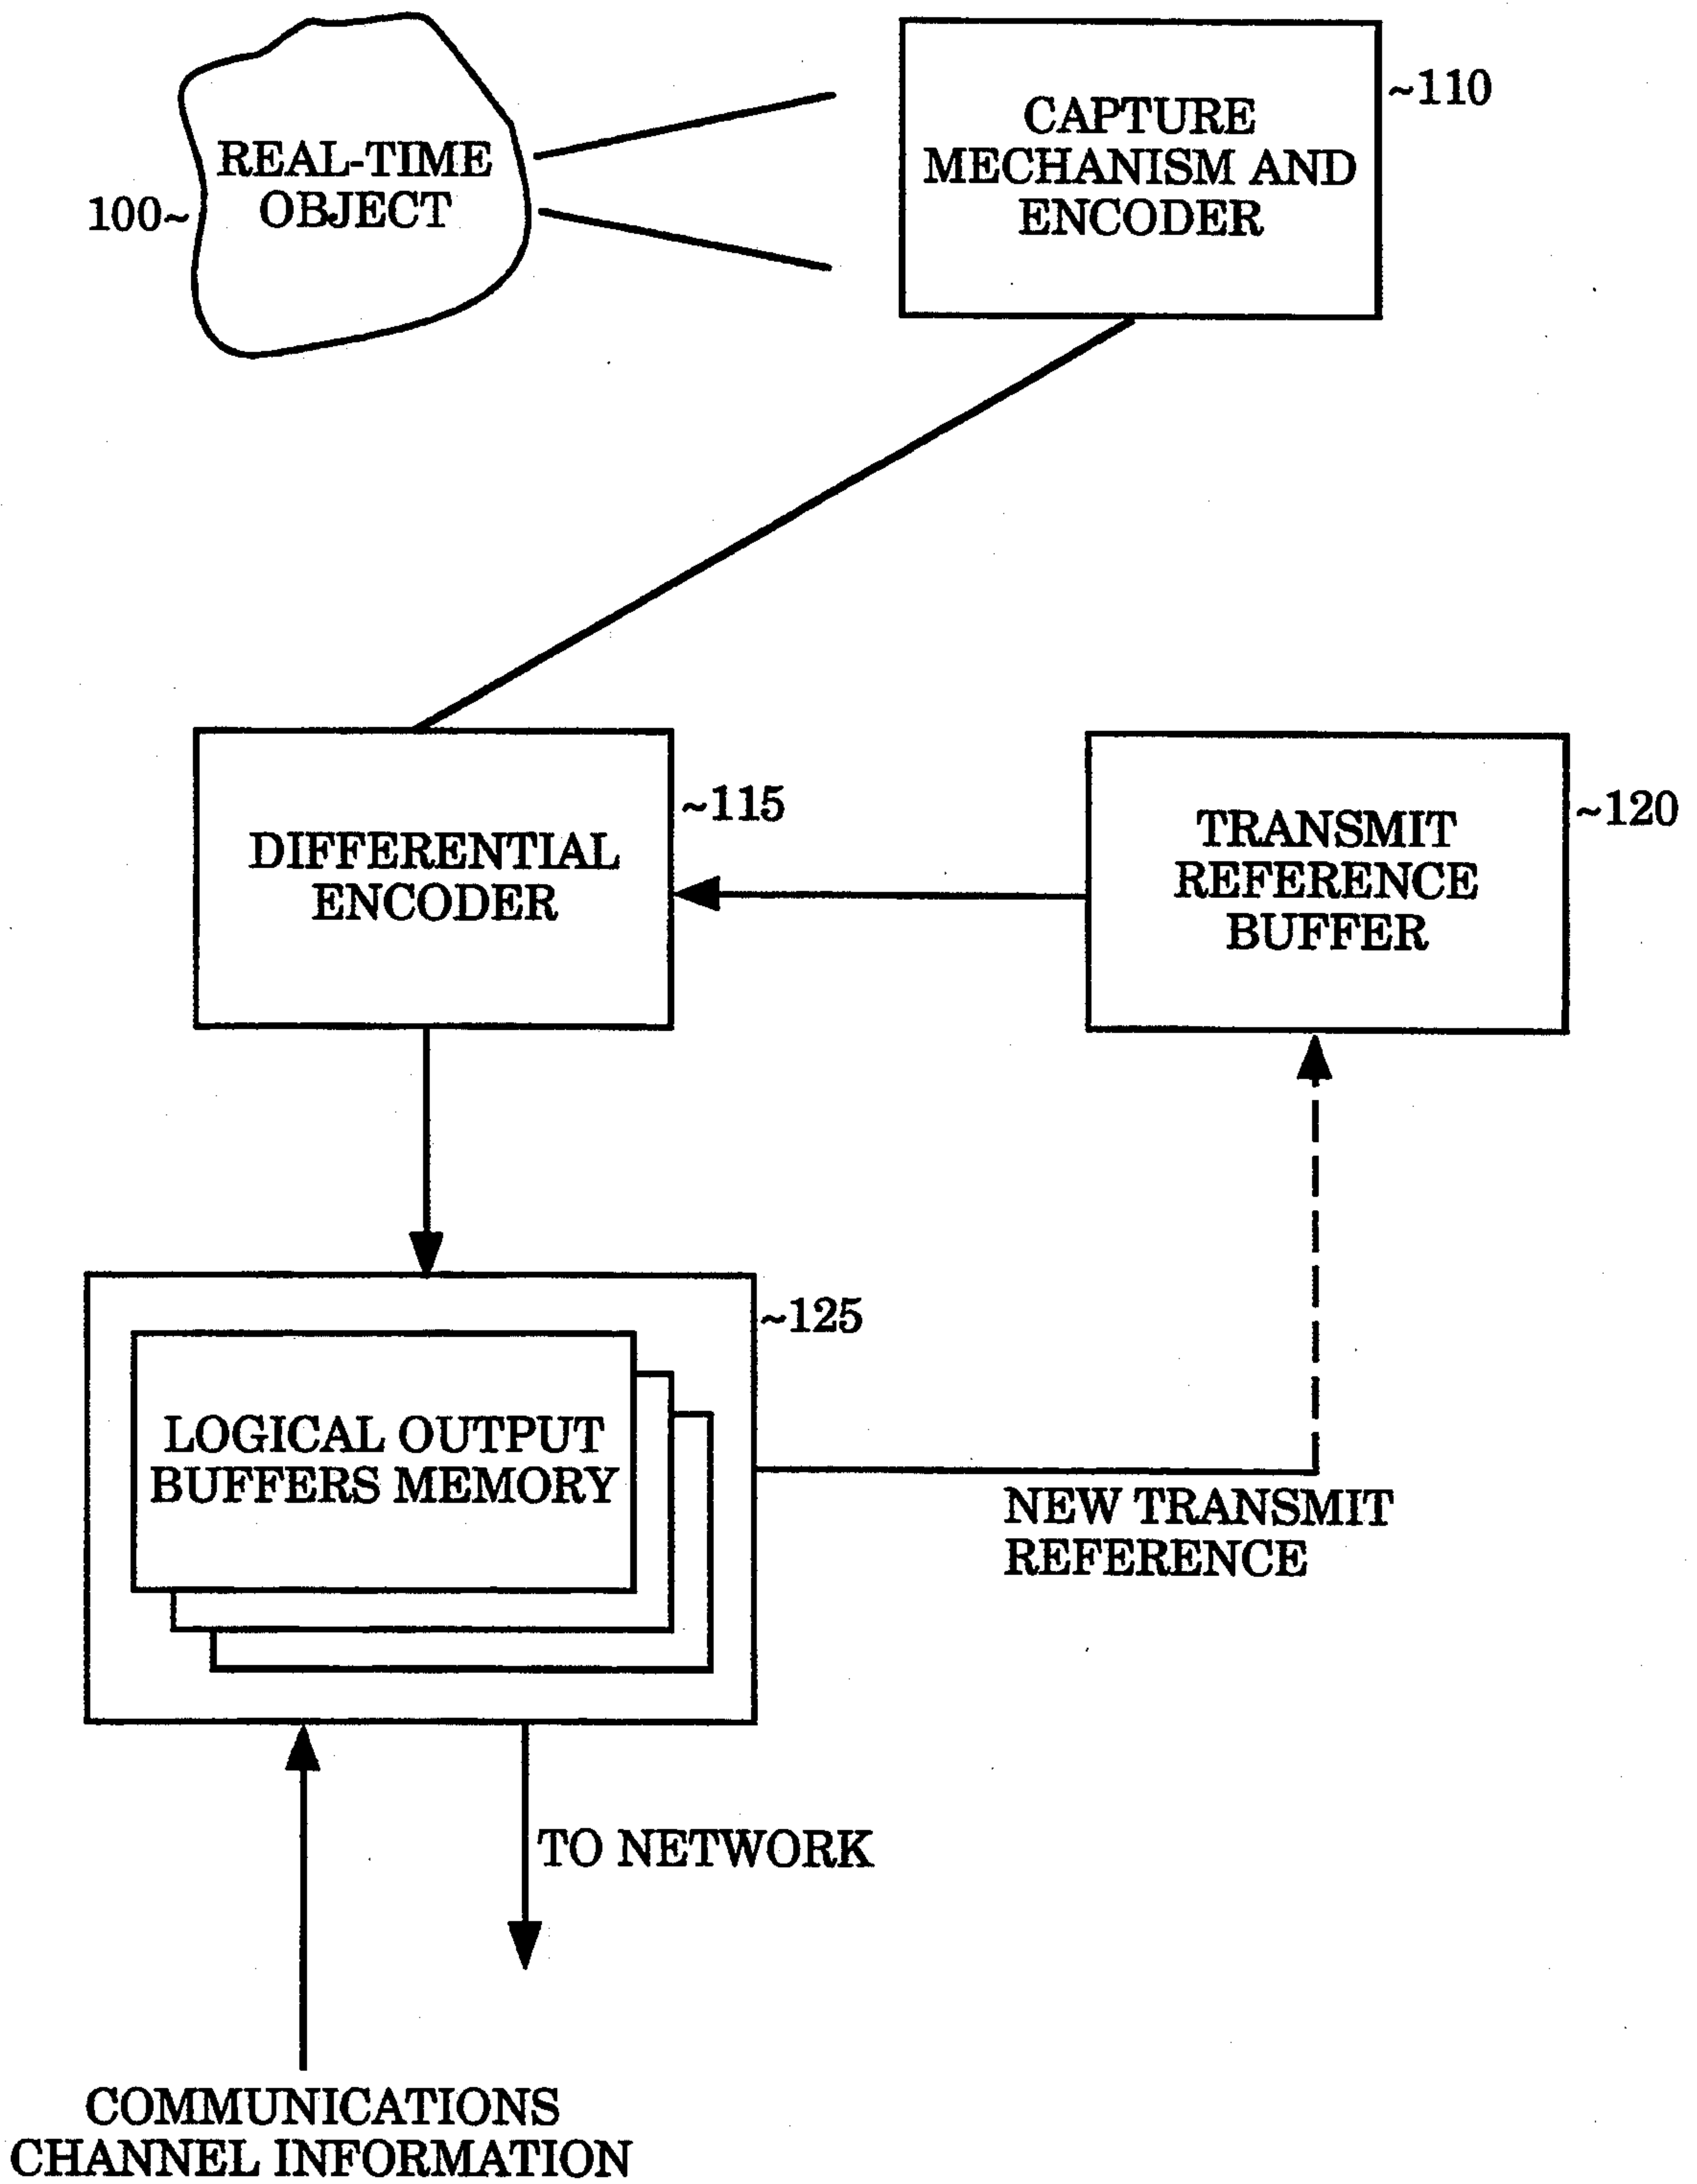 REAL-TIME
OBJECT
100~
CAPTURE
MECHANISM AND
ENCODER
~110
DIFFERENTIAL
ENCODER
~115
TRANSMIT
REFERENCE
BUFFER
~120
~125
LOGICAL OUTPUT
BUFFERS MEMORY
NEW TRANSMIT
REFERENCE
TO NETWORK
COMMUNICATIONS
CHANNEL INFORMATION